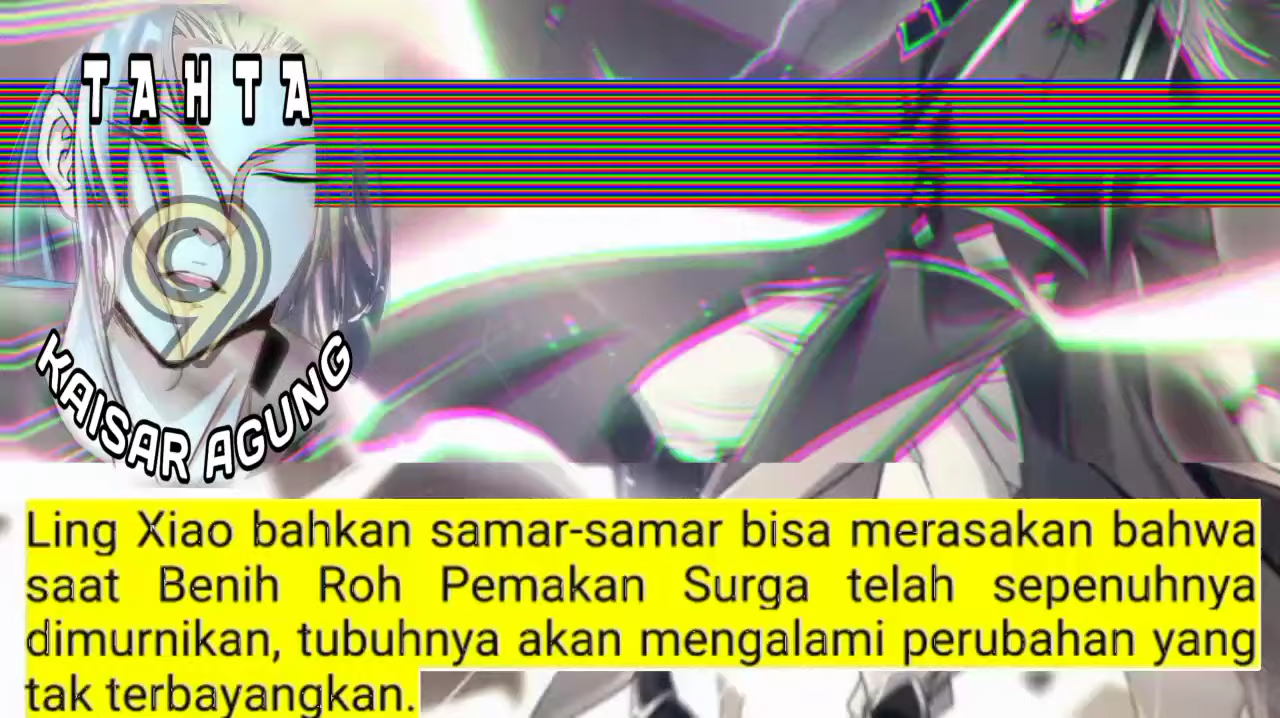 TAHTA
KAISAR AGUNG
Ling Xiao bahkan samar-samar bisa merasakan bahwa
saat Benih Roh Pemakan Surga telah sepenuhnya
dimurnikan, tubuhnya akan mengalami perubahan yang
tak terbayangkan.